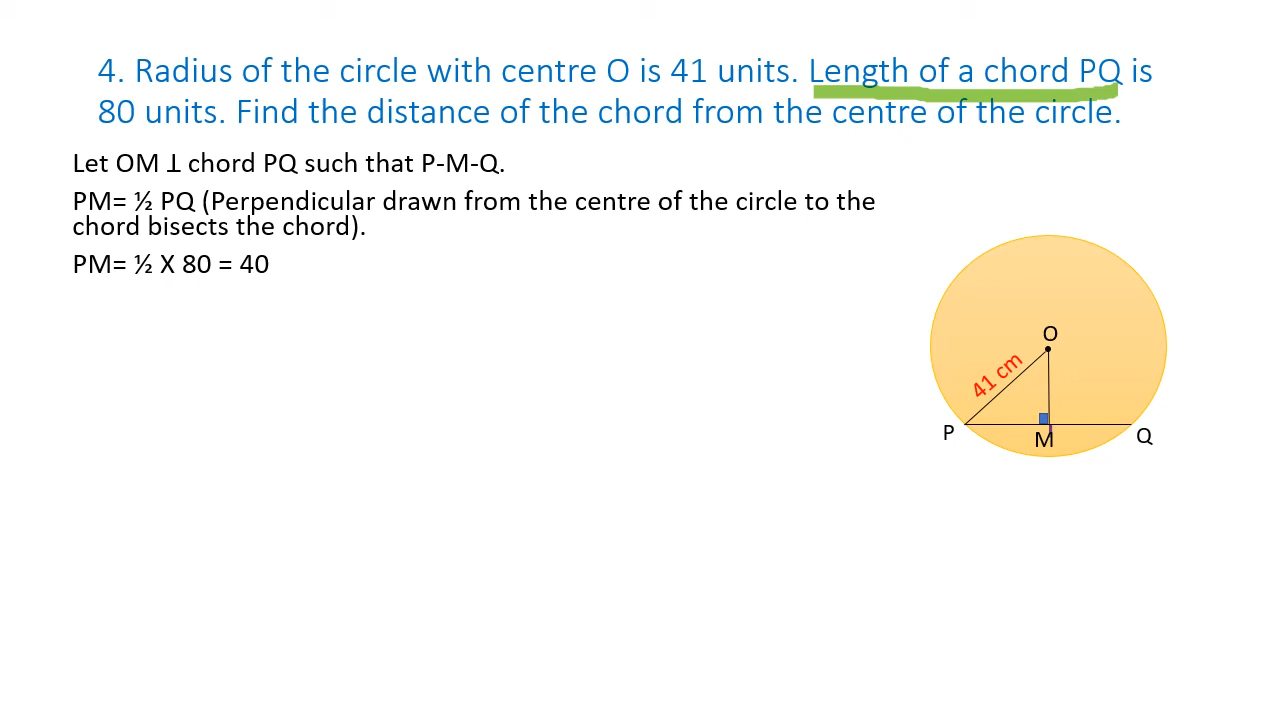 4. Radius of the circle with centre O is 41 units. Length of a chord PQ is
80 units. Find the distance of the chord from the centre of the circle.
Let OM ⊥ chord PQ such that P-M-Q.
PM= ½ PQ (Perpendicular drawn from the centre of the circle to the
chord bisects the chord).
PM= ½ X 80 = 40
O
41 cm
P
M
Q